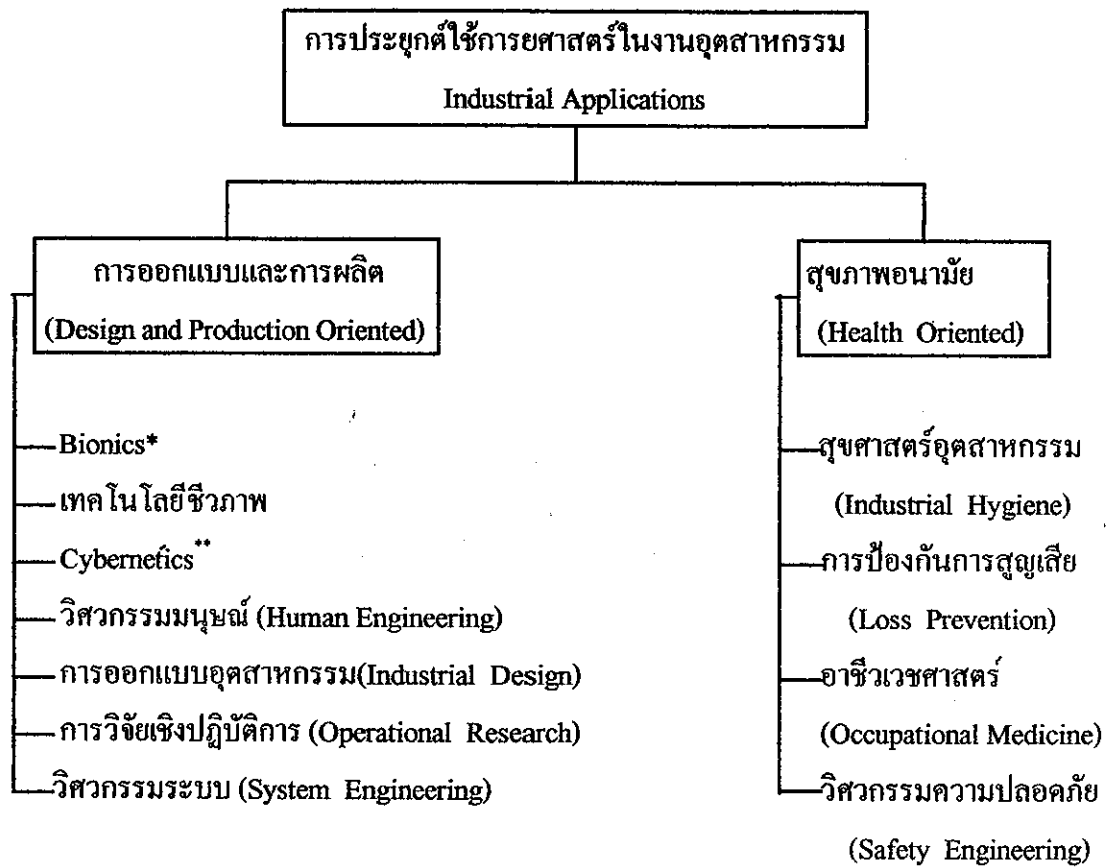 การประยุกต์ใช้การยศาสตร์ในงานอุตสาหกรรม
Industrial Applications
การออกแบบและการผลิต
(Design and Production Oriented)
Bionics*
เทคโนโลยีชีวภาพ
Cybernetics**
วิศวกรรมมนุษณ์ (Human Engineering)
การออกแบบอุตสาหกรรม(Industrial Design)
การวิจัยเชิงปฏิบัติการ (Operational Research)
วิศวกรรมระบบ (System Engineering)
สุขภาพอนามัย
(Health Oriented)
สุขศาสตร์อุตสาหกรรม
(Industrial Hygiene)
การป้องกันการสูญเสีย
(Loss Prevention)
อาชีวเวชศาสตร์
(Occupational Medicine)
วิศวกรรมความปลอดภัย
(Safety Engineering)